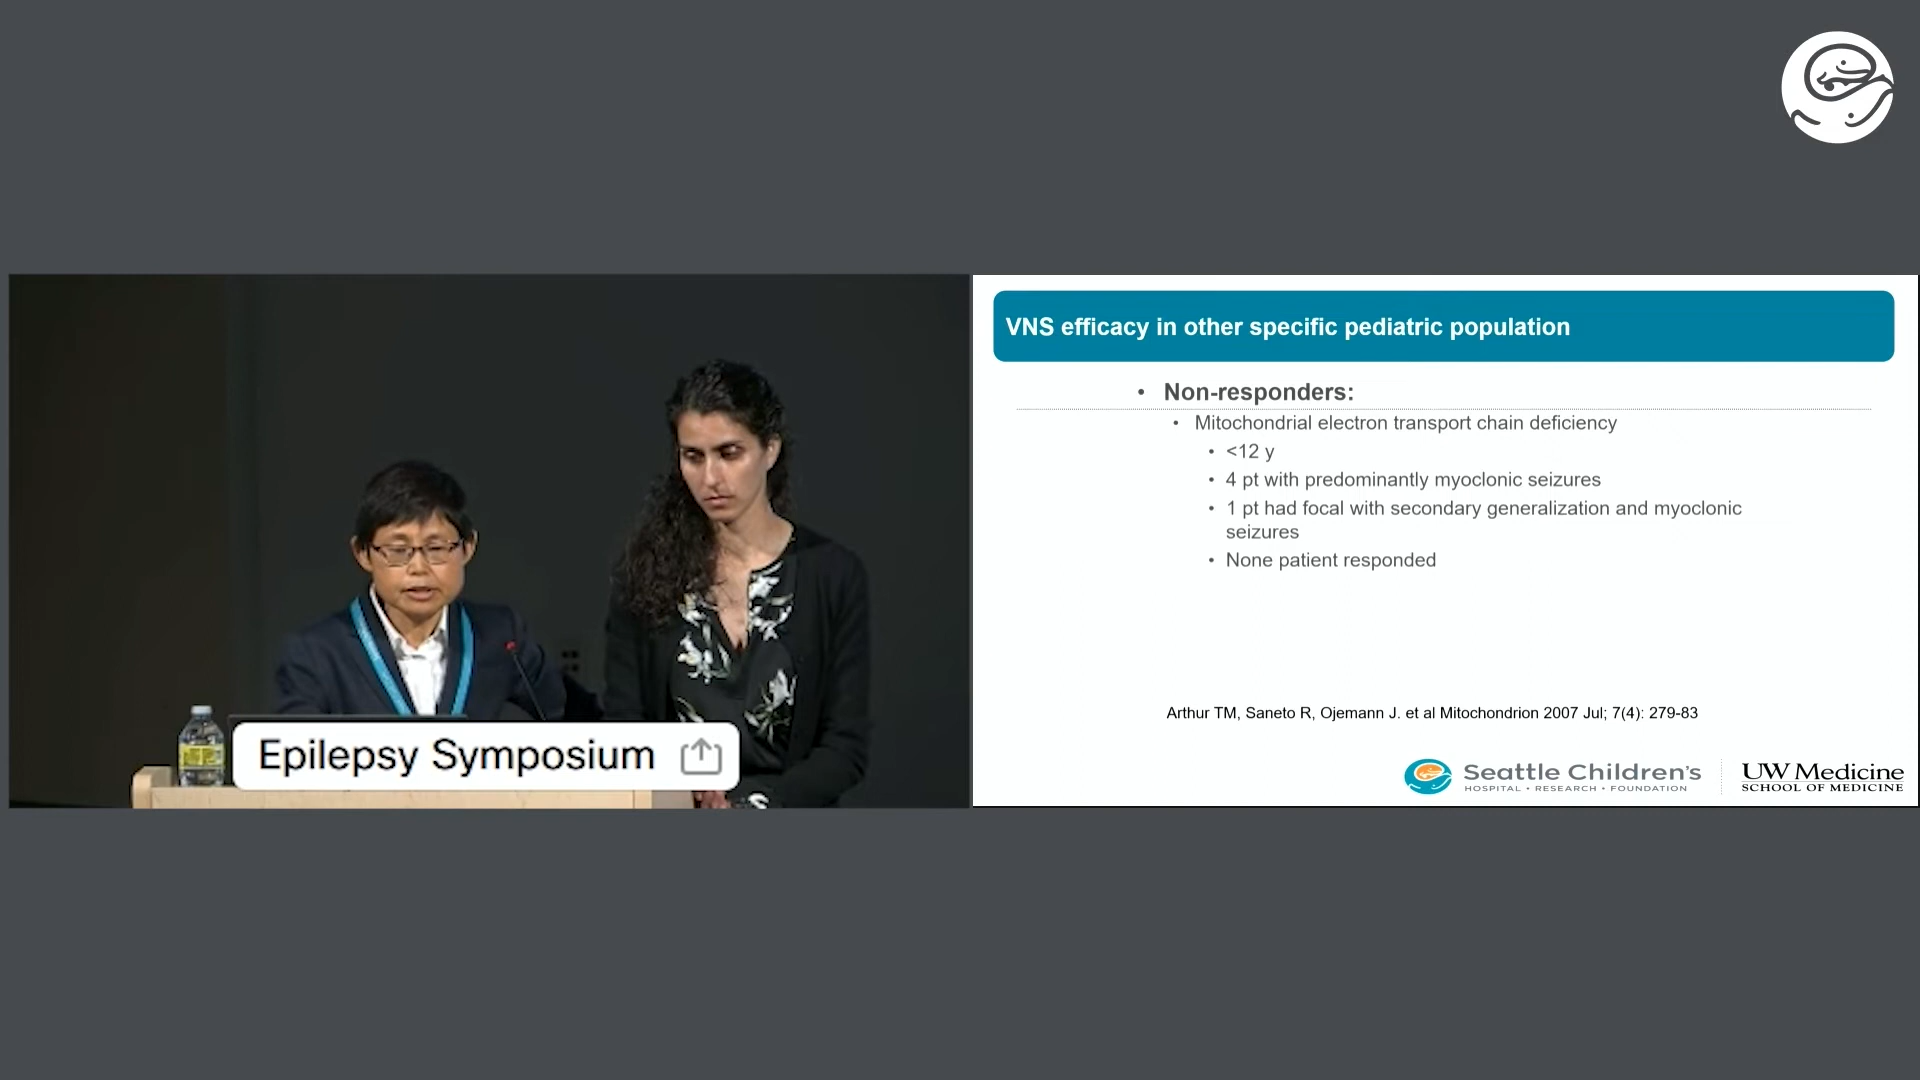 Epilepsy Symposium
VNS efficacy in other specific pediatric population
• Non-responders:
• Mitochondrial electron transport chain deficiency
• <12 y
• 4 pt with predominantly myoclonic seizures
• 1 pt had focal with secondary generalization and myoclonic
seizures
• None patient responded
Arthur TM, Saneto R, Ojemann J. et al Mitochondrion 2007 Jul; 7(4): 279-83
Seattle Children's
HOSPITAL • RESEARCH • FOUNDATION
UW Medicine
SCHOOL OF MEDICINE